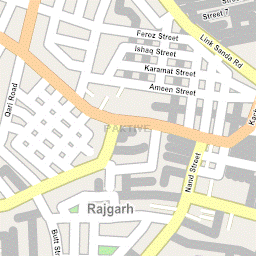 Street 7
Feroz Street
Link Sanda Rd
Ishaq Street
Karamat Street
Ameen Street
Qari Road
PAKTIVE
Nand Street
Rajgarh
Butt